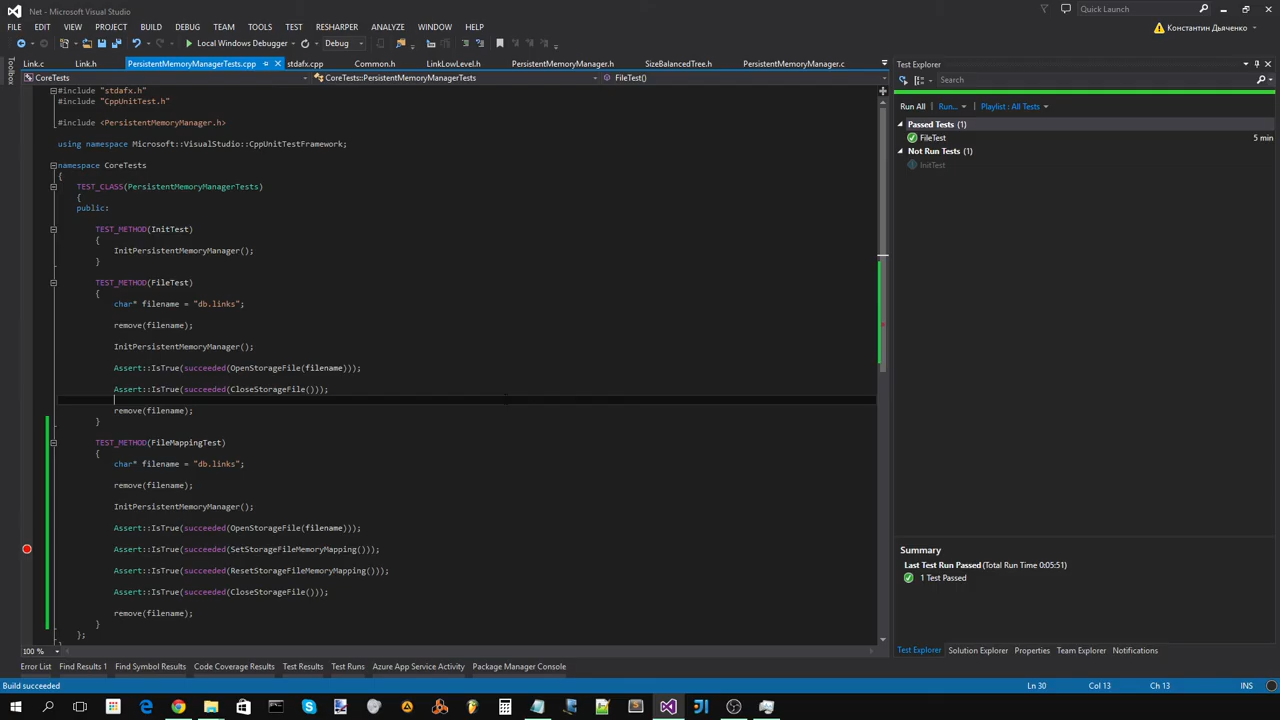 Net - Microsoft Visual Studio
Quick Launch
FILE EDIT VIEW PROJECT BUILD DEBUG TEAM TOOLS TEST RESHARPER ANALYZE WINDOW HELP
Константин Дьяченко
Local Windows Debugger Debug
Toolbox
Link.c Link.h PersistentMemoryManagerTests.cpp stdafx.cpp Common.h LinkLowLevel.h PersistentMemoryManager.h SizeBalancedTree.h PersistentMemoryManager.c
CoreTests CoreTests::PersistentMemoryManagerTests FileTest()
#include "stdafx.h"
#include "CppUnitTest.h"
#include <PersistentMemoryManager.h>
using namespace Microsoft::VisualStudio::CppUnitTestFramework;
namespace CoreTests
{
TEST_CLASS(PersistentMemoryManagerTests)
{
public:
TEST_METHOD(InitTest)
{
InitPersistentMemoryManager();
}
TEST_METHOD(FileTest)
{
char* filename = "db.links";
remove(filename);
InitPersistentMemoryManager();
Assert::IsTrue(succeeded(OpenStorageFile(filename)));
Assert::IsTrue(succeeded(CloseStorageFile()));
remove(filename);
}
TEST_METHOD(FileMappingTest)
{
char* filename = "db.links";
remove(filename);
InitPersistentMemoryManager();
Assert::IsTrue(succeeded(OpenStorageFile(filename)));
Assert::IsTrue(succeeded(SetStorageFileMemoryMapping()));
Assert::IsTrue(succeeded(ResetStorageFileMemoryMapping()));
Assert::IsTrue(succeeded(CloseStorageFile()));
remove(filename);
}
};
100 %
Test Explorer
Search
Run All Run... Playlist : All Tests
Passed Tests (1)
FileTest 5 min
Not Run Tests (1)
InitTest
Summary
Last Test Run Passed (Total Run Time 0:05:51)
1 Test Passed
Test Explorer Solution Explorer Properties Team Explorer Notifications
Error List Find Results 1 Find Symbol Results Code Coverage Results Test Results Test Runs Azure App Service Activity Package Manager Console
Build succeeded Ln 30 Col 13 Ch 13 INS